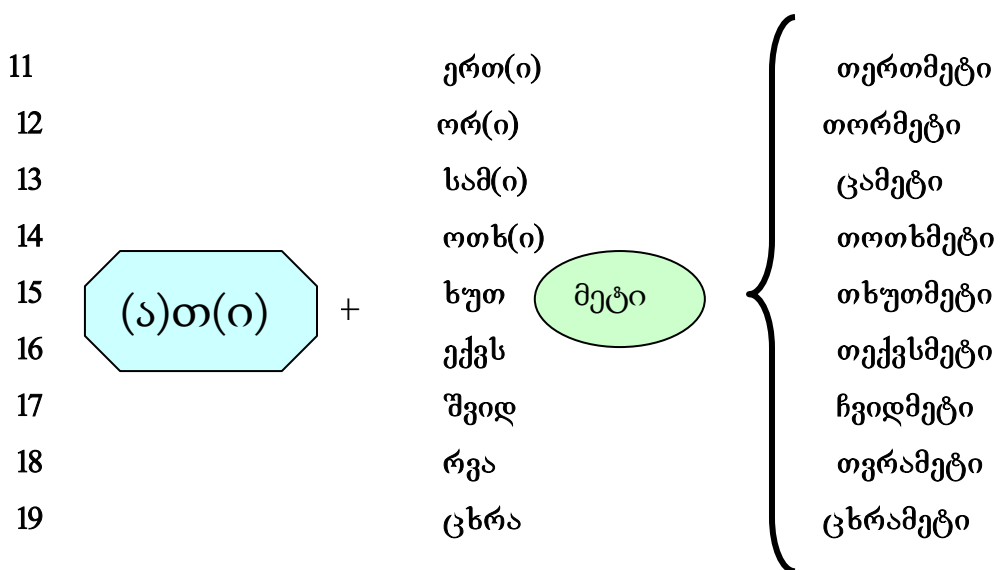 11 ერთ(ი) თერთმეტი
12 ორ(ი) თორმეტი
13 სამ(ი) ცამეტი
14 ოთხ(ი) თოთხმეტი
15 ხუთ თხუთმეტი
(ა)თ(ი) + მეტი
16 ექვს თექვსმეტი
17 შვიდ ჩვიდმეტი
18 რვა თვრამეტი
19 ცხრა ცხრამეტი